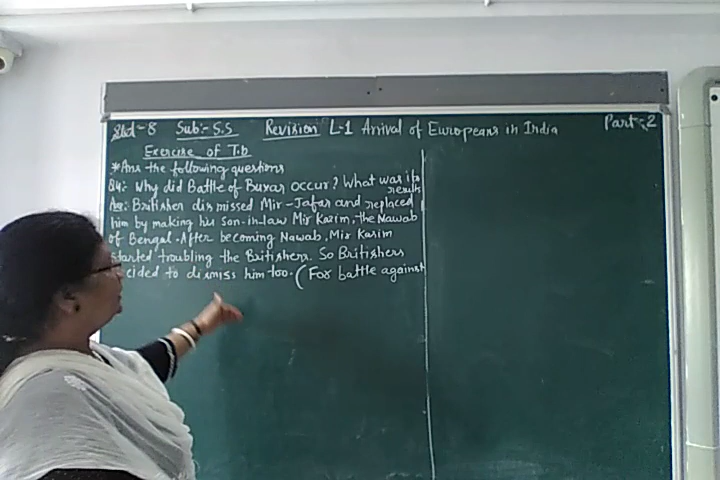 Std-8 Sub:- S.S Revision L-1 Arrival of Europeans in India Part:-2
Exercise of T.b
*Ans the following questions
Q4:- Why did Battle of Buxar occur? What was its
results
Ans:- Britisher dismissed Mir-Jafar and replaced
him by making his son-in-law Mir Kasim, the Nawab
of Bengal. After becoming Nawab, Mir Kasim
started troubling the Britishers. So Britishers
cided to dismiss him too. (For battle against